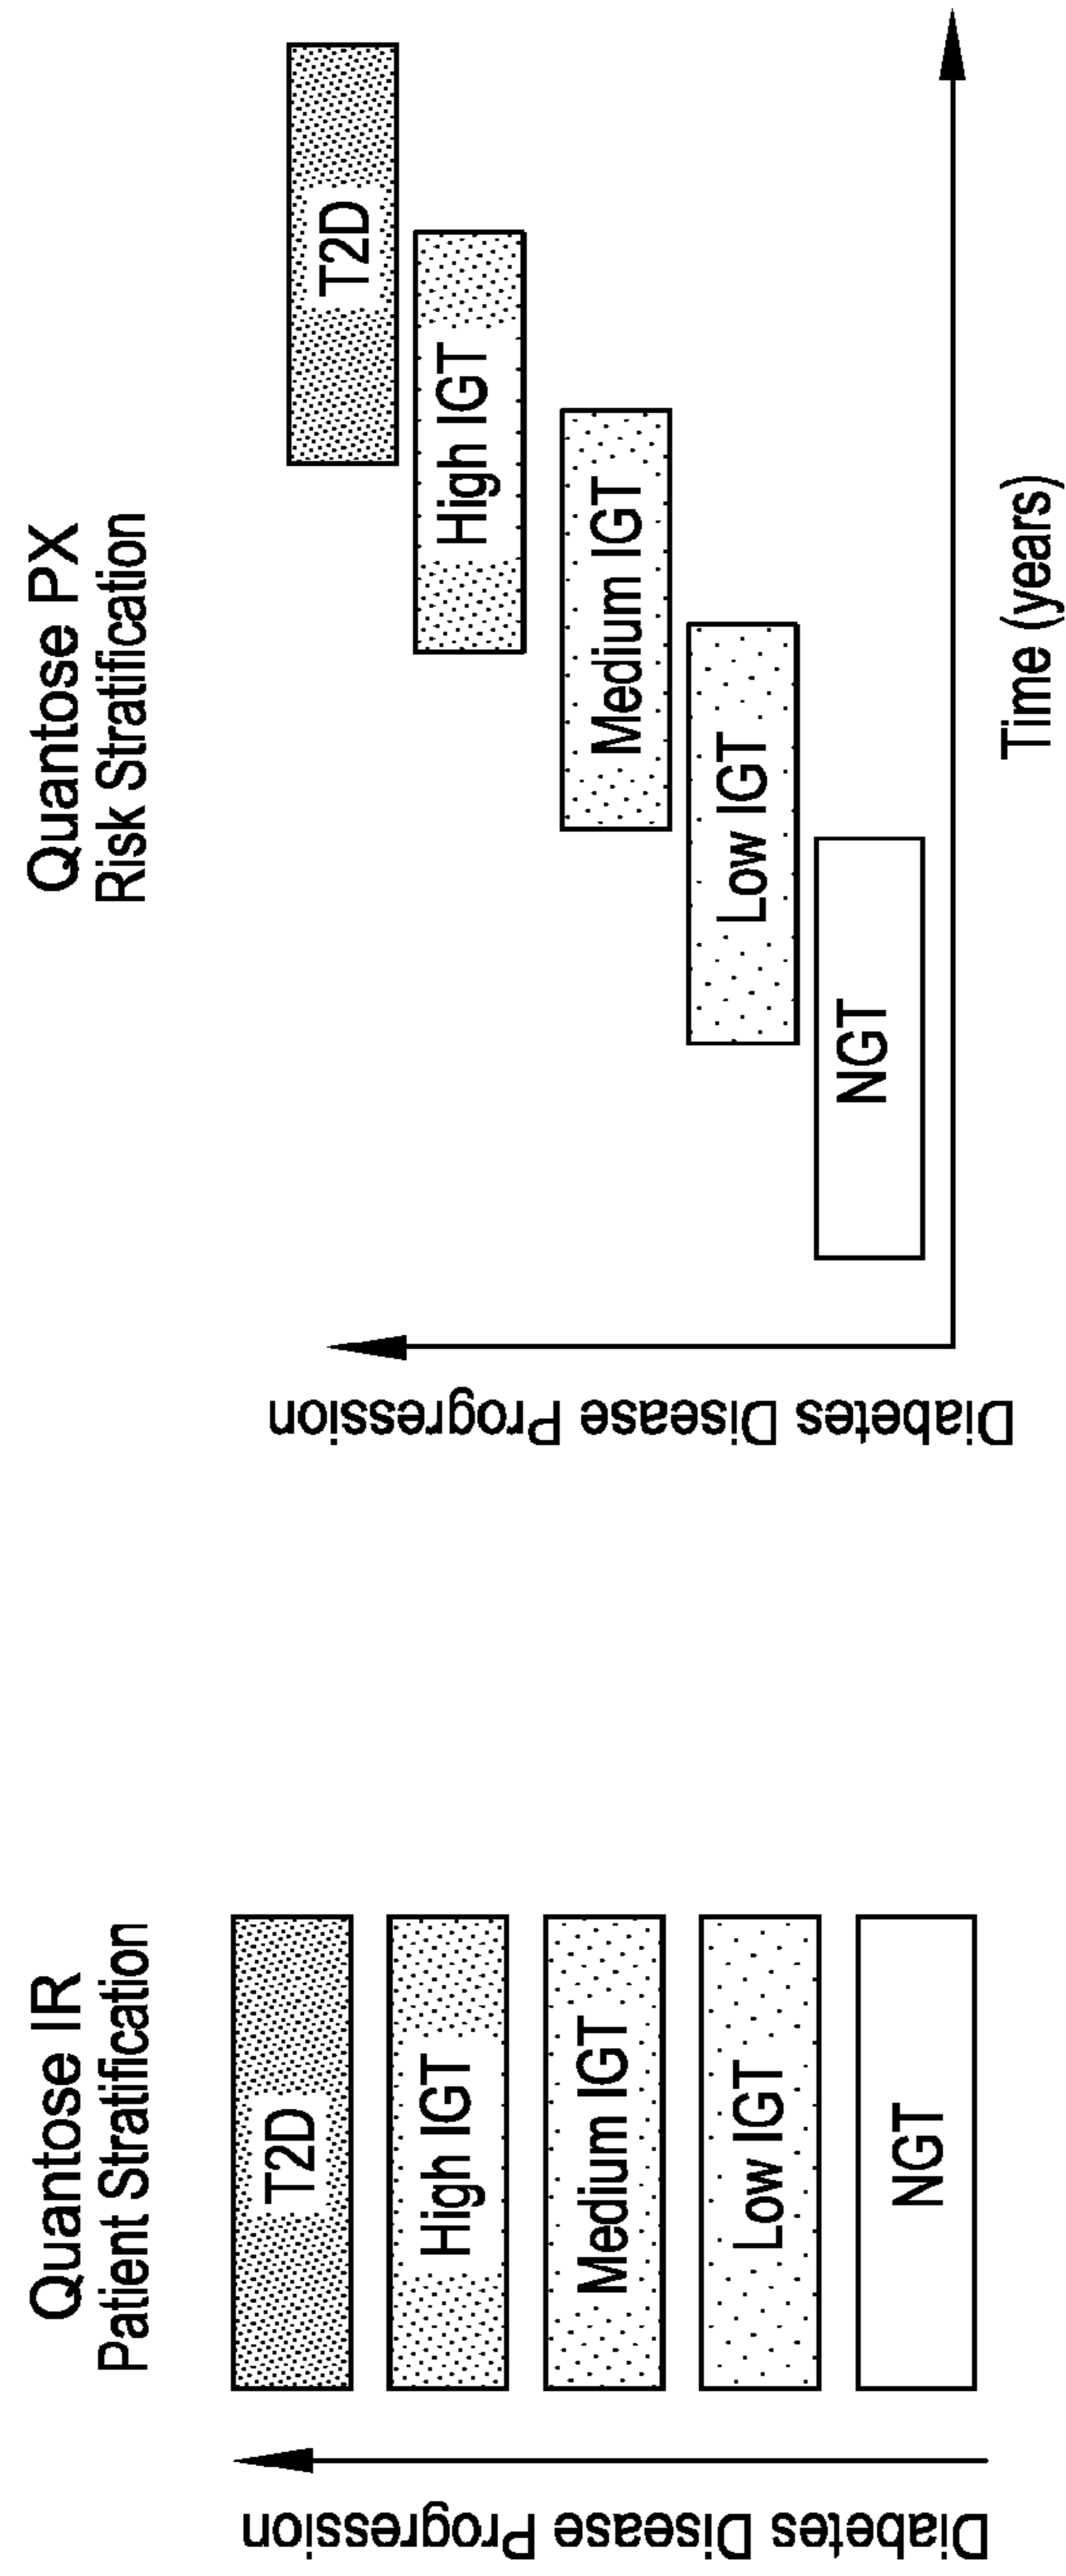 Quantose IR
Patient Stratification
Diabetes Disease Progression
T2D
High IGT
Medium IGT
Low IGT
NGT
Quantose PX
Risk Stratification
Diabetes Disease Progression
T2D
High IGT
Medium IGT
Low IGT
NGT
Time (years)